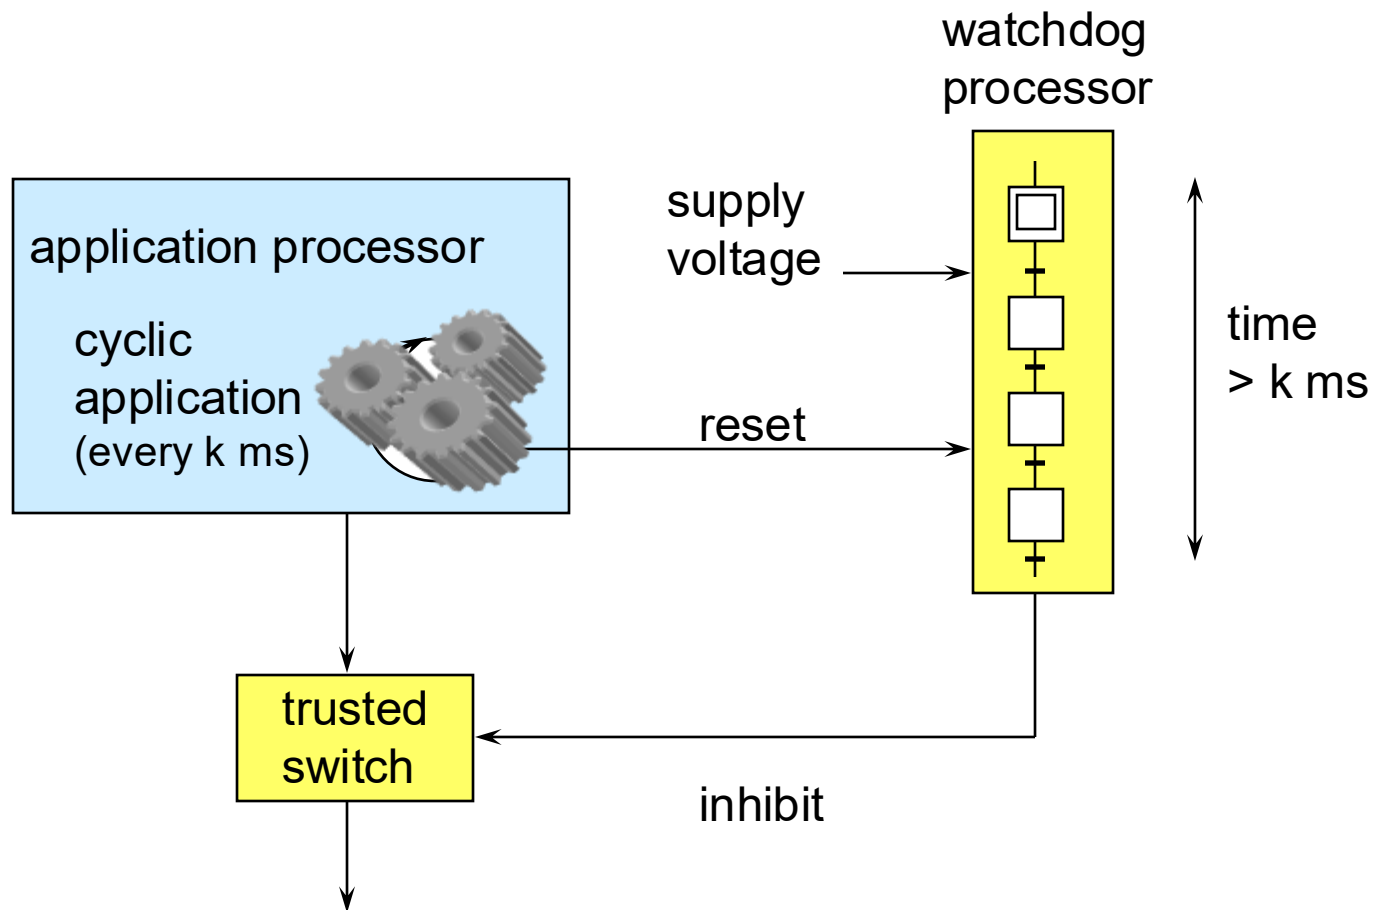 watchdog
processor
application processor
cyclic
application
(every k ms)
supply
voltage
reset
time
> k ms
trusted
switch
inhibit